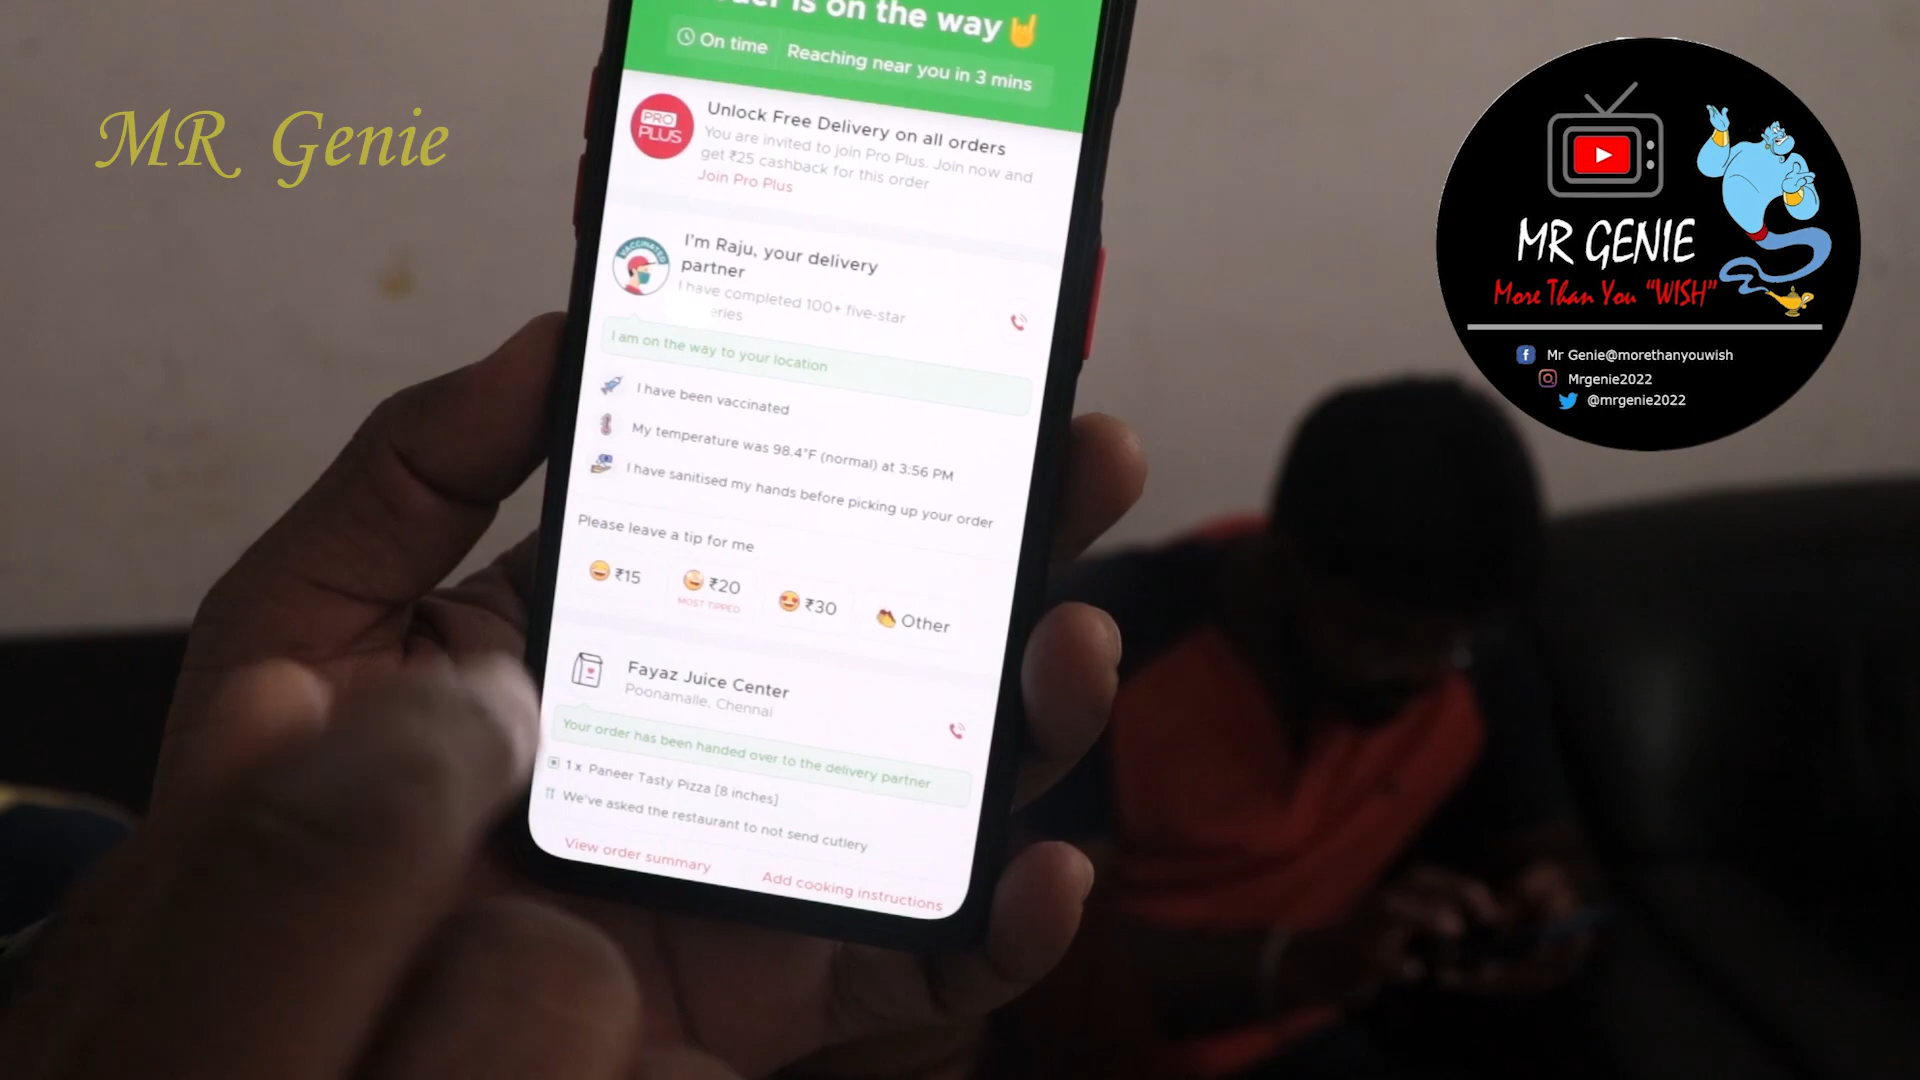 is on the way
On time
Reaching near you in 3 mins
MR Genie
PRO
PLUS
Unlock Free Delivery on all orders
You are invited to join Pro Plus. Join now and
get ₹25 cashback for this order
Join Pro Plus
VACCINATED
I'm Raju, your delivery
partner
I have completed 100+ five-star
I am on the way to your location
I have been vaccinated
My temperature was 98.4°F (normal) at 3:56 PM
I have sanitised my hands before picking up your order
Please leave a tip for me
₹15
₹20
MOST TIPPED
₹30
Other
Fayaz Juice Center
Poonamalle, Chennai
Your order has been handed over to the delivery partner
1 x Paneer Tasty Pizza [8 inches]
We've asked the restaurant to not send cutlery
View order summary
Add cooking instructions
MR GENIE
More Than You "WISH"
Mr Genie@morethanyouwish
Mrgenie2022
@mrgenie2022